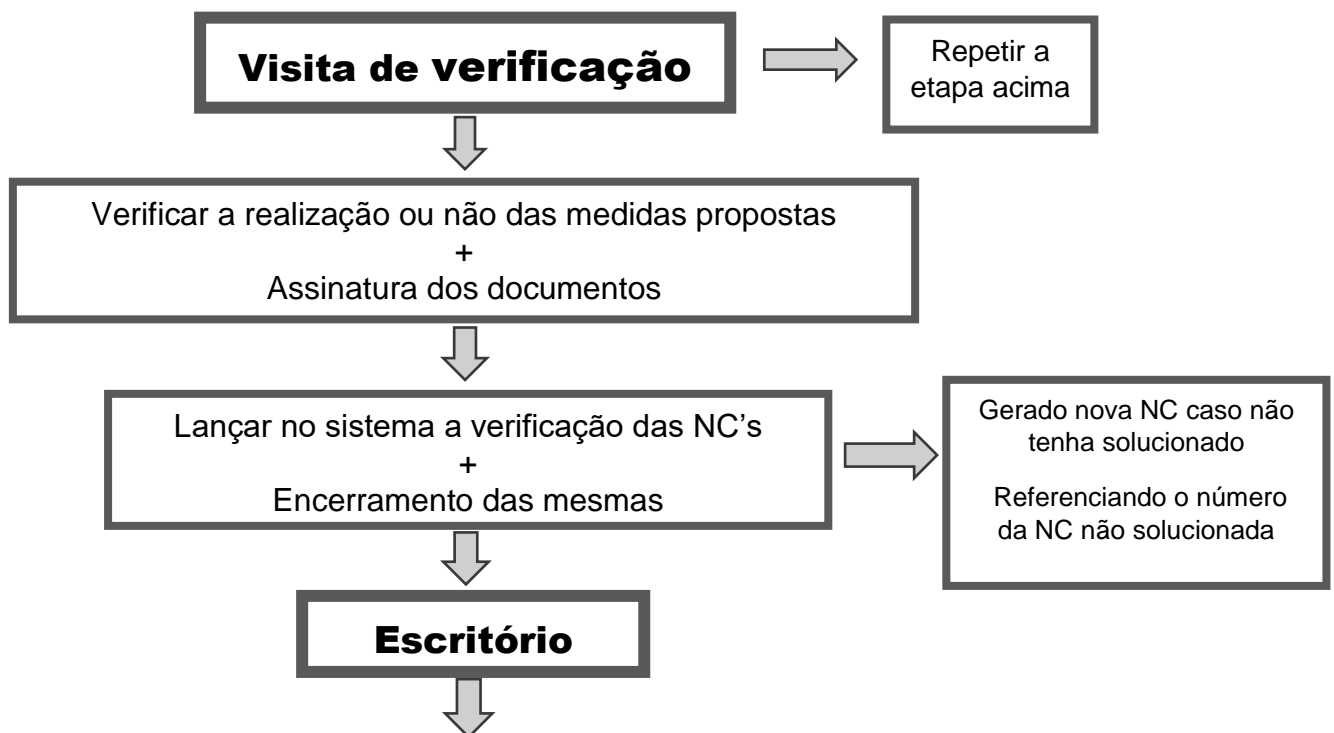 Visita de verificação
Repetir a
etapa acima
Verificar a realização ou não das medidas propostas
+
Assinatura dos documentos
Lançar no sistema a verificação das NC’s
+
Encerramento das mesmas
Gerado nova NC caso não
tenha solucionado
Referenciando o número
da NC não solucionada
Escritório